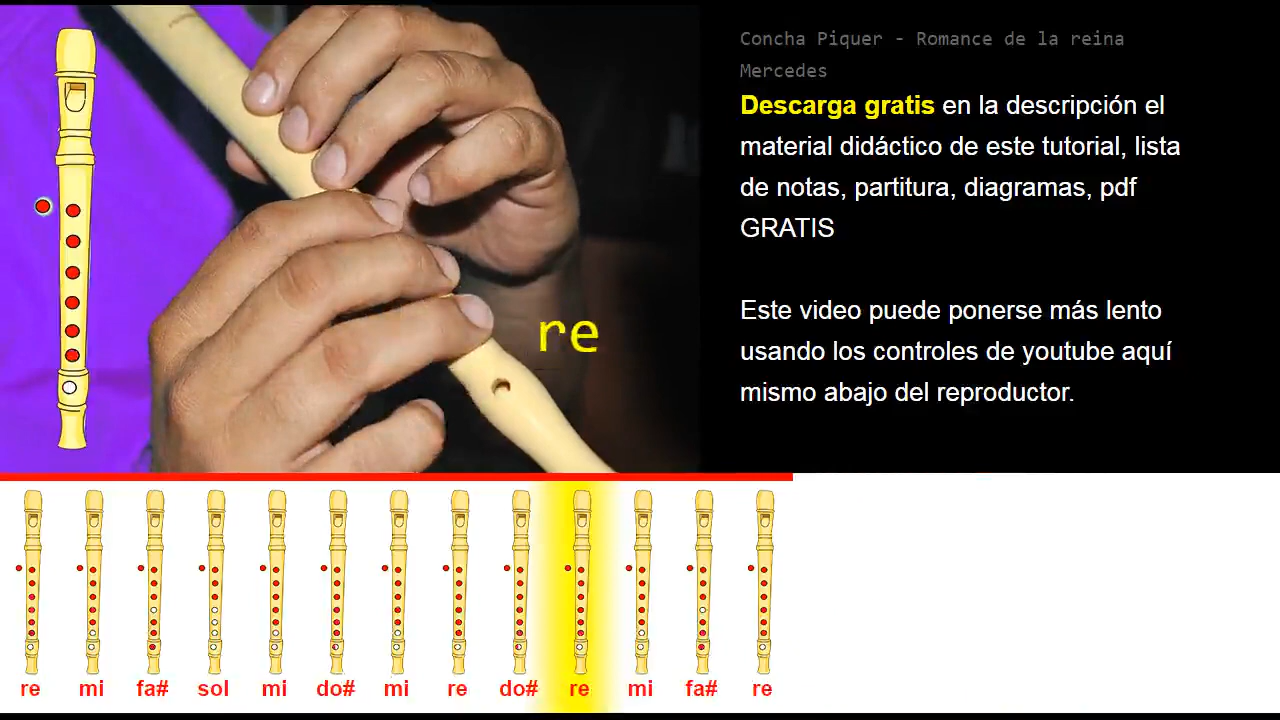 Concha Piquer - Romance de la reina
Mercedes
Descarga gratis en la descripción el
material didáctico de este tutorial, lista
de notas, partitura, diagramas, pdf
GRATIS
Este video puede ponerse más lento
usando los controles de youtube aquí
mismo abajo del reproductor.
re
re mi fa# sol mi do# mi re do# re mi fa# re